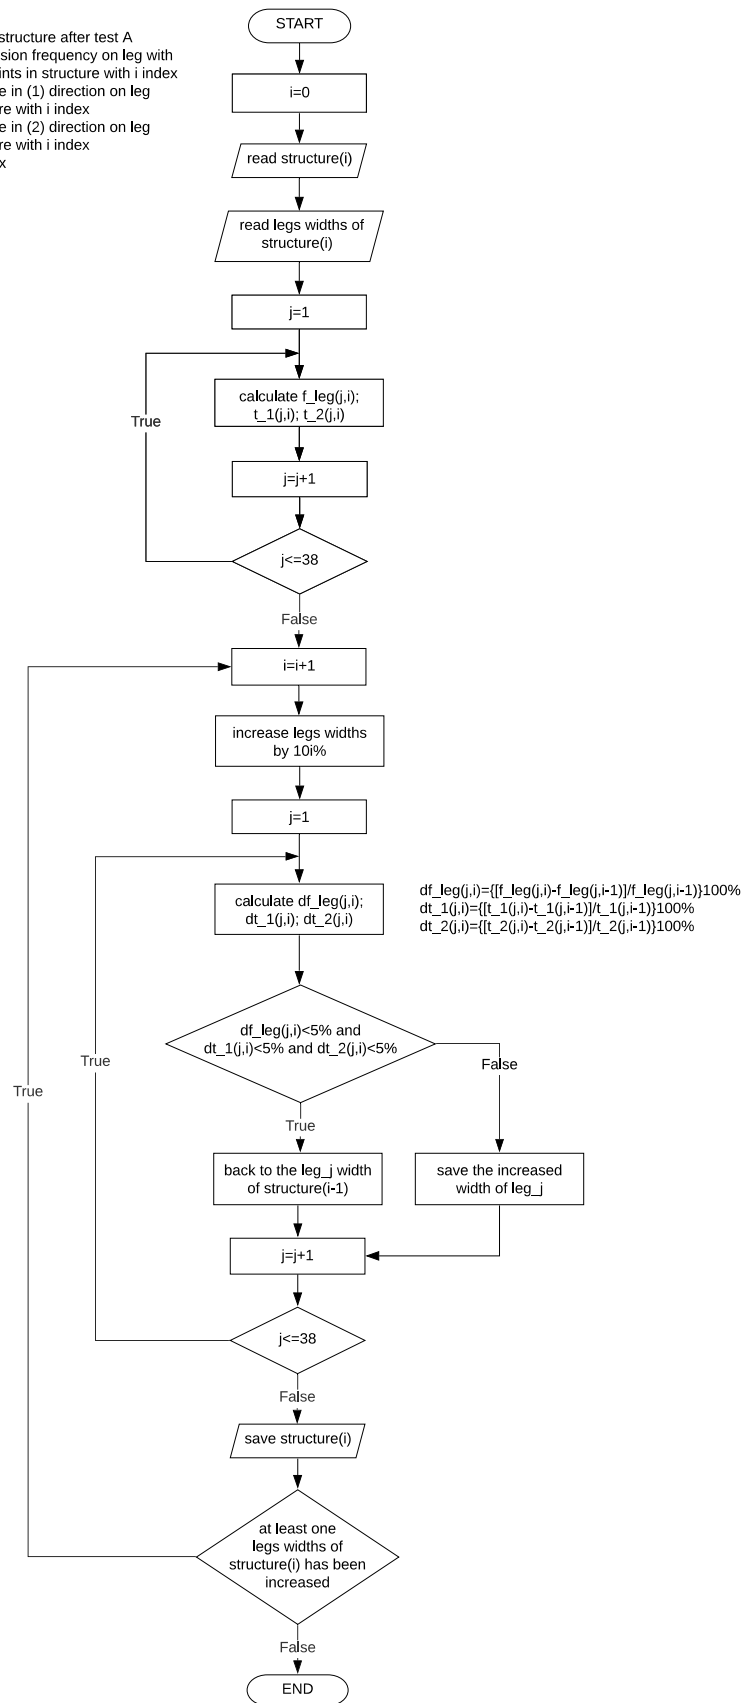 START
structure after test A
sion frequency on leg with
ints in structure with i index
e in (1) direction on leg
re with i index
e in (2) direction on leg
re with i index
x
i=0
read structure(i)
read legs widths of
structure(i)
j=1
calculate f_leg(j,i);
t_1(j,i); t_2(j,i)
True
j=j+1
j<=38
False
i=i+1
increase legs widths
by 10i%
j=1
calculate df_leg(j,i);
dt_1(j,i); dt_2(j,i)
df_leg(j,i)={[f_leg(j,i)-f_leg(j,i-1)]/f_leg(j,i-1)}100%
dt_1(j,i)={[t_1(j,i)-t_1(j,i-1)]/t_1(j,i-1)}100%
dt_2(j,i)={[t_2(j,i)-t_2(j,i-1)]/t_2(j,i-1)}100%
df_leg(j,i)<5% and
dt_1(j,i)<5% and dt_2(j,i)<5%
True
False
True
True
back to the leg_j width
of structure(i-1)
save the increased
width of leg_j
j=j+1
j<=38
False
save structure(i)
at least one
legs widths of
structure(i) has been
increased
False
END